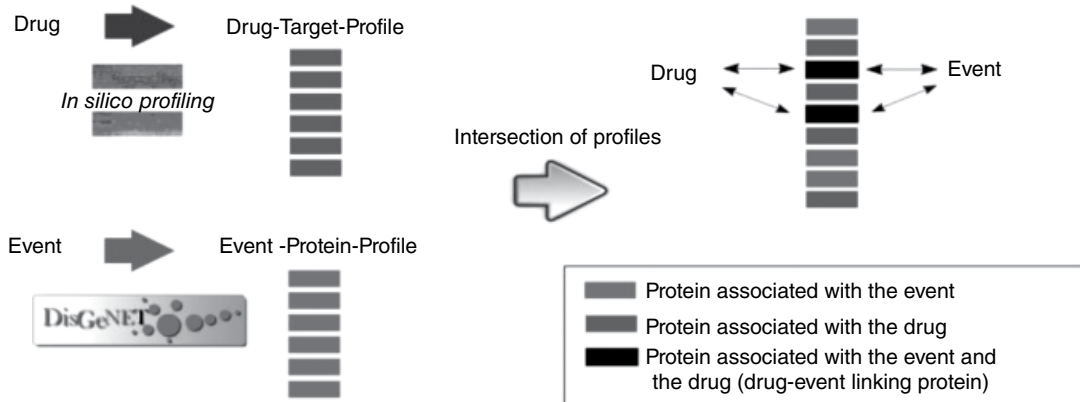 Drug
Drug-Target-Profile
In silico profiling
Event
Event -Protein-Profile
DisGeNET
Intersection of profiles
Drug
Event
Protein associated with the event
Protein associated with the drug
Protein associated with the event and
the drug (drug-event linking protein)